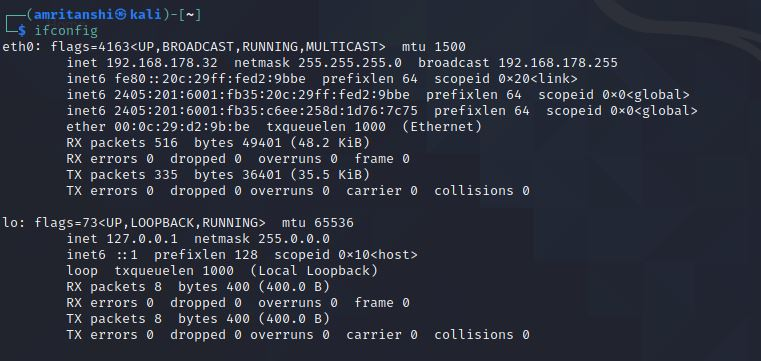 ┌──(amritanshi㉿kali)-[~]
└─$ ifconfig
eth0: flags=4163<UP,BROADCAST,RUNNING,MULTICAST>  mtu 1500
        inet 192.168.178.32  netmask 255.255.255.0  broadcast 192.168.178.255
        inet6 fe80::20c:29ff:fed2:9bbe  prefixlen 64  scopeid 0x20<link>
        inet6 2405:201:6001:fb35:20c:29ff:fed2:9bbe  prefixlen 64  scopeid 0x0<global>
        inet6 2405:201:6001:fb35:c6ee:258d:1d76:7c75  prefixlen 64  scopeid 0x0<global>
        ether 00:0c:29:d2:9b:be  txqueuelen 1000  (Ethernet)
        RX packets 516  bytes 49401 (48.2 KiB)
        RX errors 0  dropped 0  overruns 0  frame 0
        TX packets 335  bytes 36401 (35.5 KiB)
        TX errors 0  dropped 0 overruns 0  carrier 0  collisions 0

lo: flags=73<UP,LOOPBACK,RUNNING>  mtu 65536
        inet 127.0.0.1  netmask 255.0.0.0
        inet6 ::1  prefixlen 128  scopeid 0x10<host>
        loop  txqueuelen 1000  (Local Loopback)
        RX packets 8  bytes 400 (400.0 B)
        RX errors 0  dropped 0  overruns 0  frame 0
        TX packets 8  bytes 400 (400.0 B)
        TX errors 0  dropped 0 overruns 0  carrier 0  collisions 0